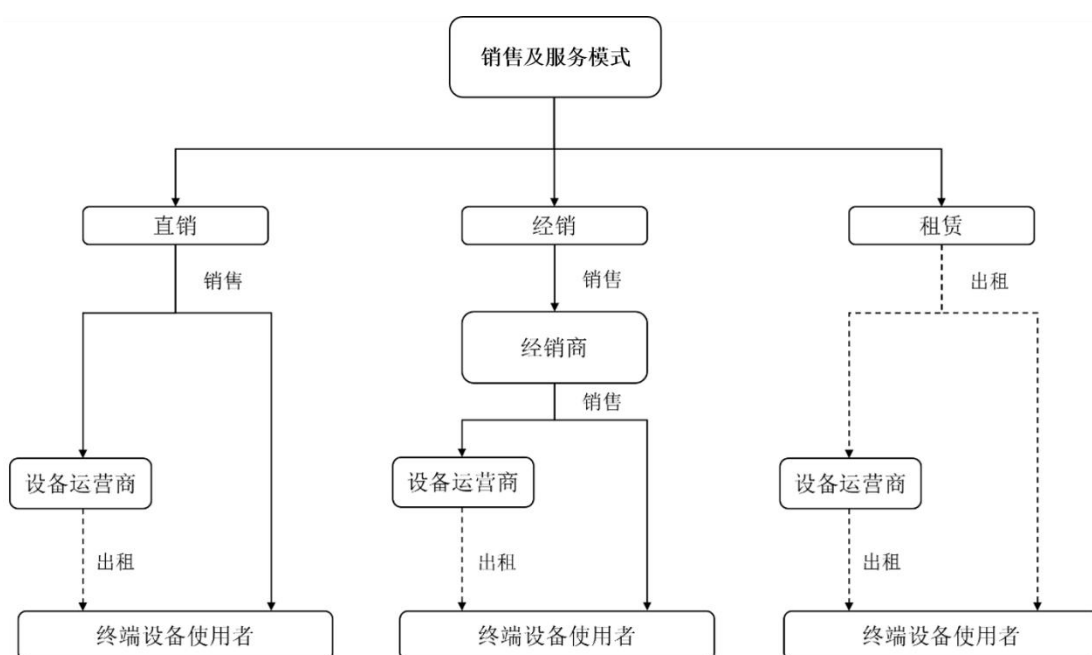 销售及服务模式
直销
经销
租赁
销售
销售
出租
经销商
销售
设备运营商
设备运营商
设备运营商
出租
出租
出租
终端设备使用者
终端设备使用者
终端设备使用者